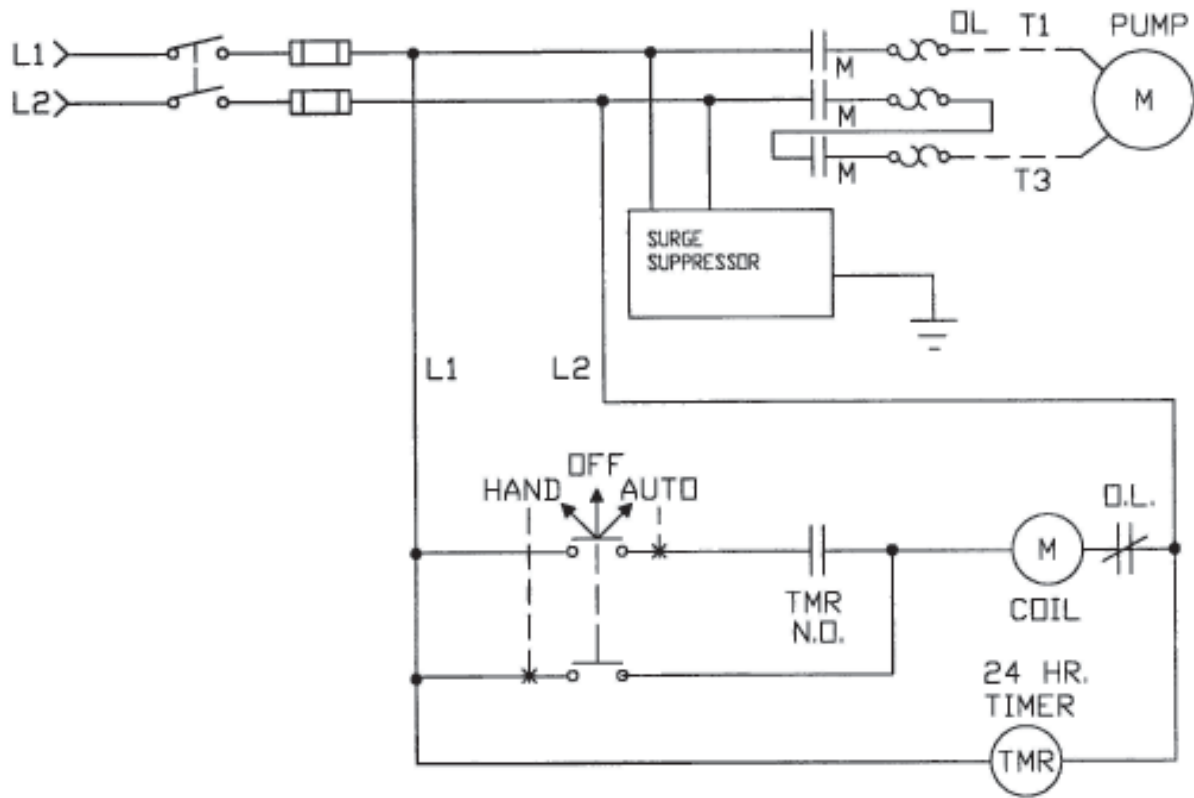 OL T1 PUMP
L1
M
M
L2
M
M
T3
SURGE
SUPPRESSOR
L1 L2
OFF
HAND AUTO
O.L.
M
TMR
N.O.
COIL
24 HR.
TIMER
TMR